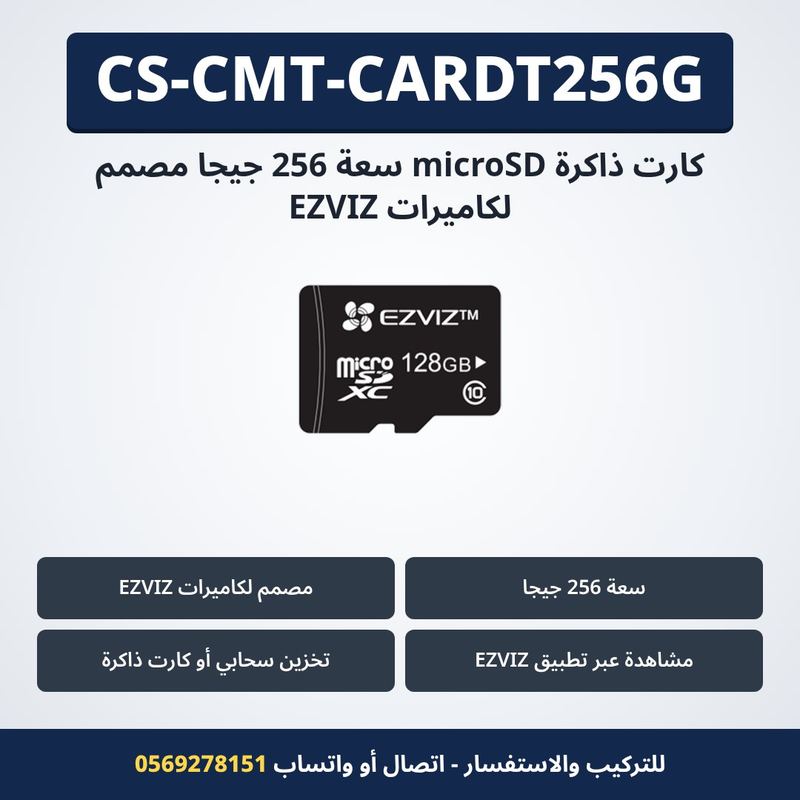 CS-CMT-CARDT256G
كارت ذاكرة microSD سعة 256 جيجا مصمم
لكاميرات EZVIZ
EZVIZ™
micro SD XC 128GB
10
سعة 256 جيجا
مصمم لكاميرات EZVIZ
مشاهدة عبر تطبيق EZVIZ
تخزين سحابي أو كارت ذاكرة
للتركيب والاستفسار - اتصال أو واتساب 0569278151